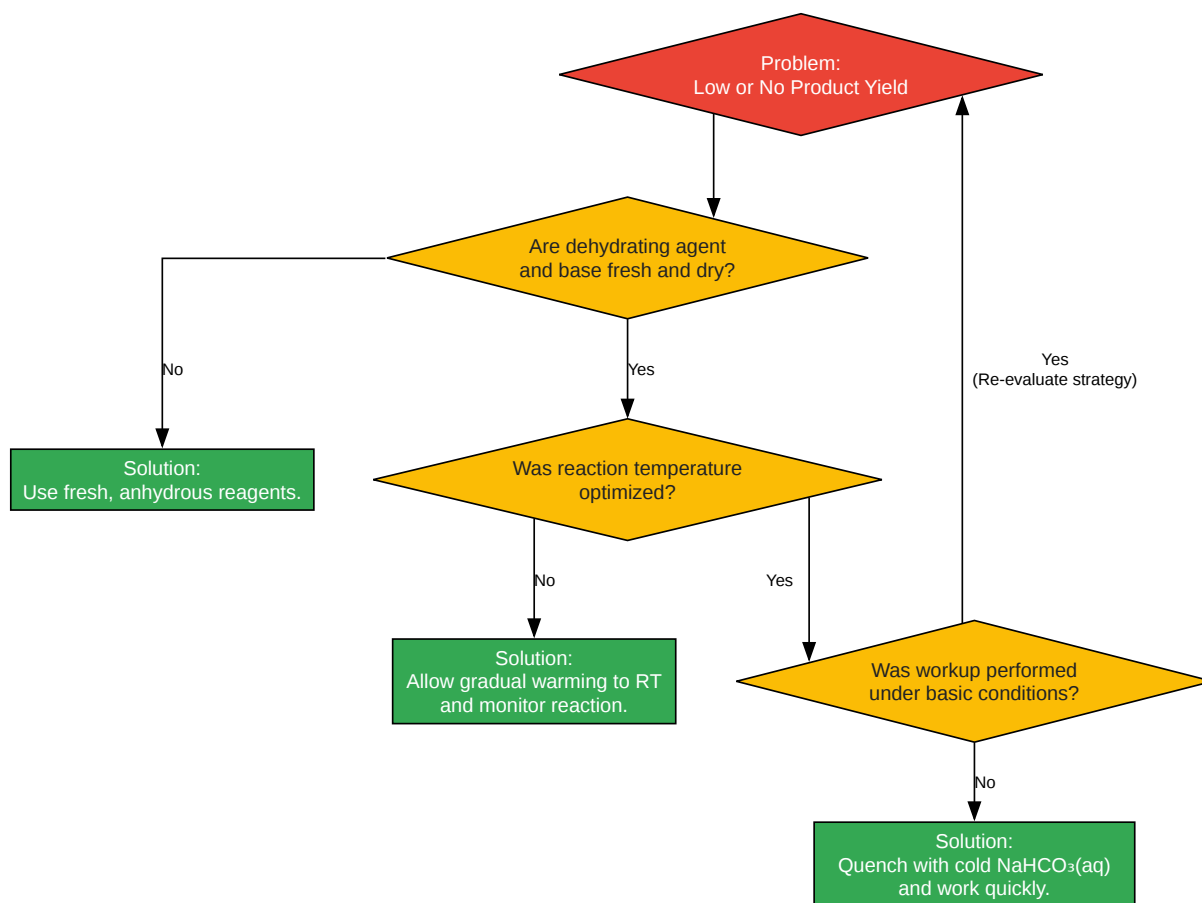 Problem:
Low or No Product Yield
Are dehydrating agent
and base fresh and dry?
No
Yes
Yes
(Re-evaluate strategy)
Solution:
Use fresh, anhydrous reagents.
Was reaction temperature
optimized?
No
Yes
Solution:
Allow gradual warming to RT
and monitor reaction.
Was workup performed
under basic conditions?
No
Solution:
Quench with cold NaHCO₃(aq)
and work quickly.